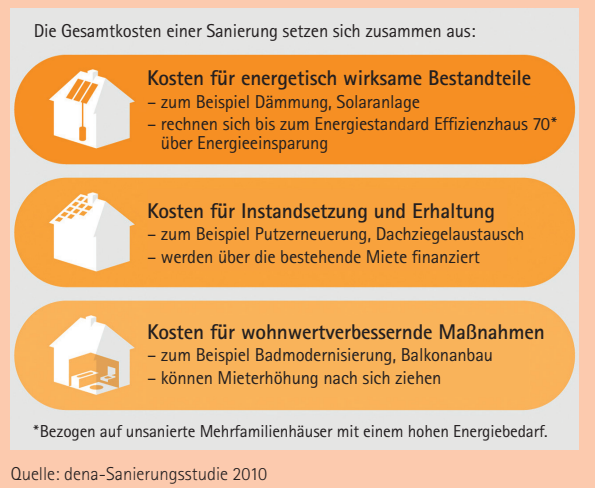 Die Gesamtkosten einer Sanierung setzen sich zusammen aus:
Kosten für energetisch wirksame Bestandteile
– zum Beispiel Dämmung, Solaranlage
– rechnen sich bis zum Energiestandard Effizienzhaus 70*
über Energieeinsparung
Kosten für Instandsetzung und Erhaltung
– zum Beispiel Putzerneuerung, Dachziegelaustausch
– werden über die bestehende Miete finanziert
Kosten für wohnwertverbessernde Maßnahmen
– zum Beispiel Badmodernisierung, Balkonanbau
– können Mieterhöhung nach sich ziehen
*Bezogen auf unsanierte Mehrfamilienhäuser mit einem hohen Energiebedarf.
Quelle: dena-Sanierungsstudie 2010